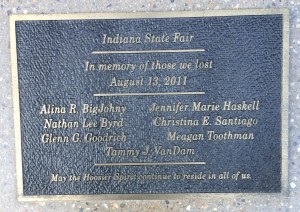 Indiana State Fair
In memory of those we lost
August 13, 2011
Alina R. BigJohny Jennifer Marie Haskell
Nathan Lee Byrd Christina E. Santiago
Glenn G. Goodrich Meagan Toothman
Tammy J. VanDam
May the Hoosier Spirit continue to reside in all of us.